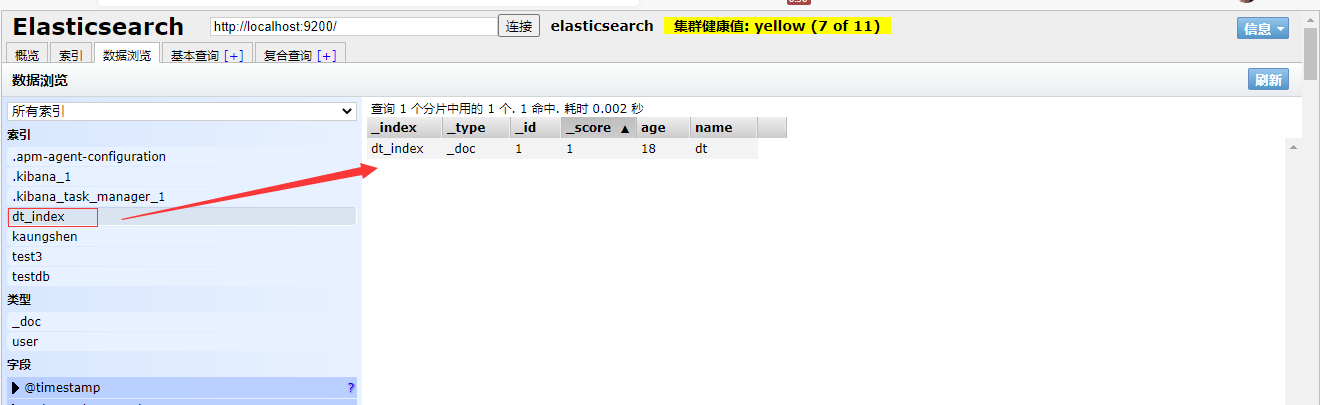 Elasticsearch http://localhost:9200/ 连接 elasticsearch 集群健康值: yellow (7 of 11) 信息
概览 索引 数据浏览 基本查询 [+] 复合查询 [+]
数据浏览 刷新
所有索引
索引
.apm-agent-configuration
.kibana_1
.kibana_task_manager_1
dt_index
kaungshen
test3
testdb
类型
_doc
user
字段
@timestamp ?
查询 1 个分片中用的 1 个. 1 命中. 耗时 0.002 秒
_index _type _id _score ▲ age name
dt_index _doc 1 1 18 dt